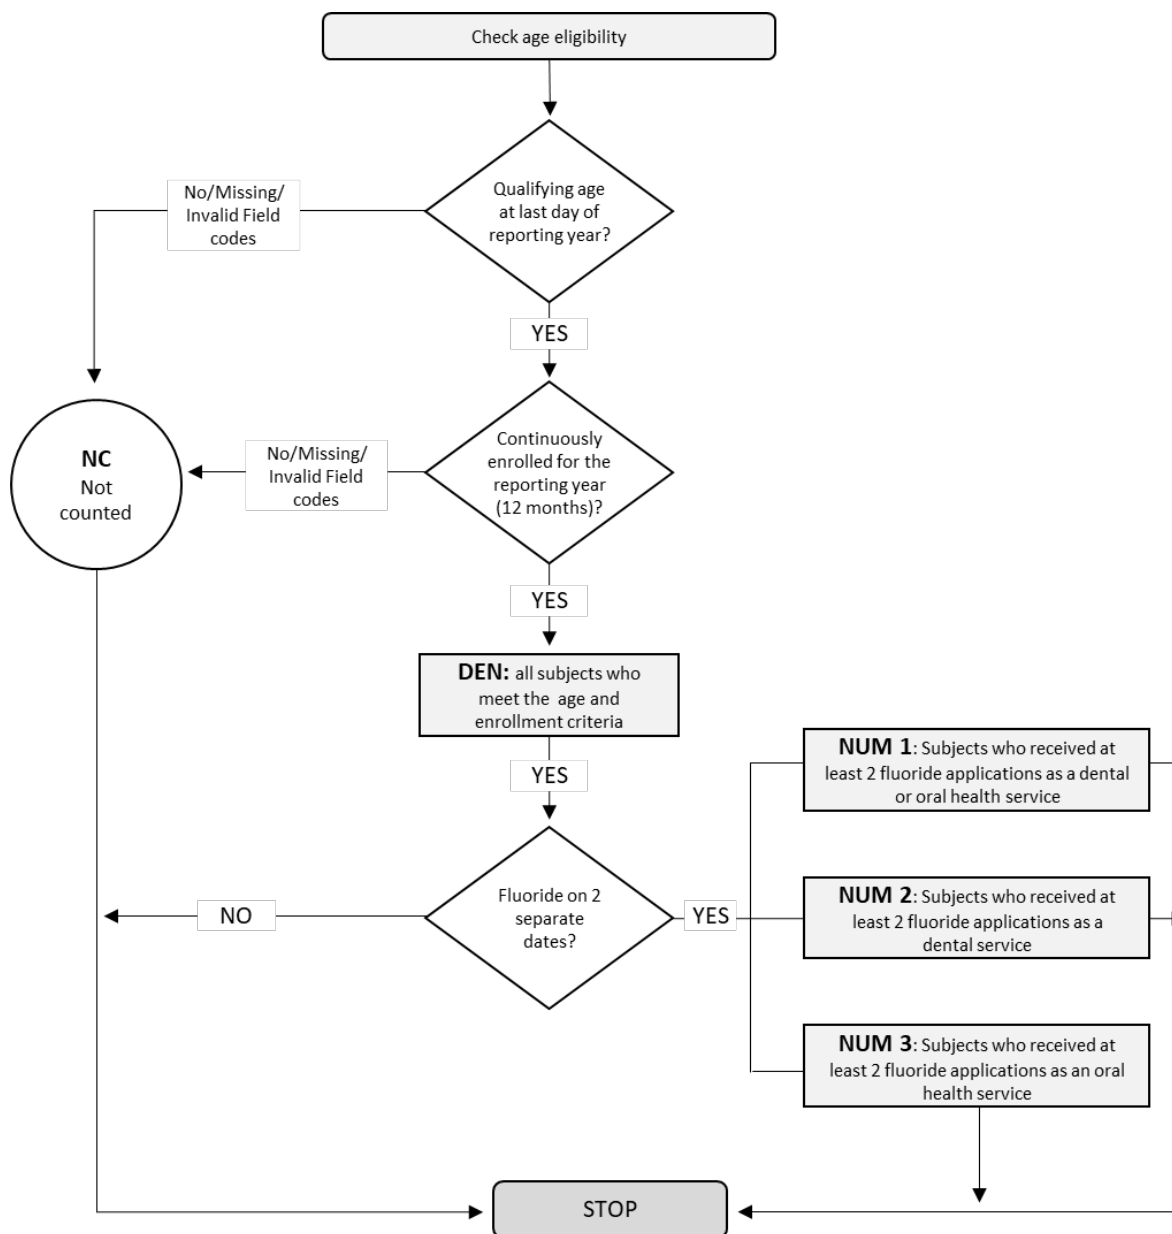 Check age eligibility
Qualifying age
at last day of
reporting year?
No/Missing/
Invalid Field
codes
YES
Continuously
enrolled for the
reporting year
(12 months)?
No/Missing/
Invalid Field
codes
NC
Not
counted
YES
DEN: all subjects who
meet the age and
enrollment criteria
YES
Fluoride on 2
separate
dates?
NO
YES
NUM 1: Subjects who received at
least 2 fluoride applications as a dental
or oral health service
NUM 2: Subjects who received at
least 2 fluoride applications as a
dental service
NUM 3: Subjects who received at
least 2 fluoride applications as an oral
health service
STOP